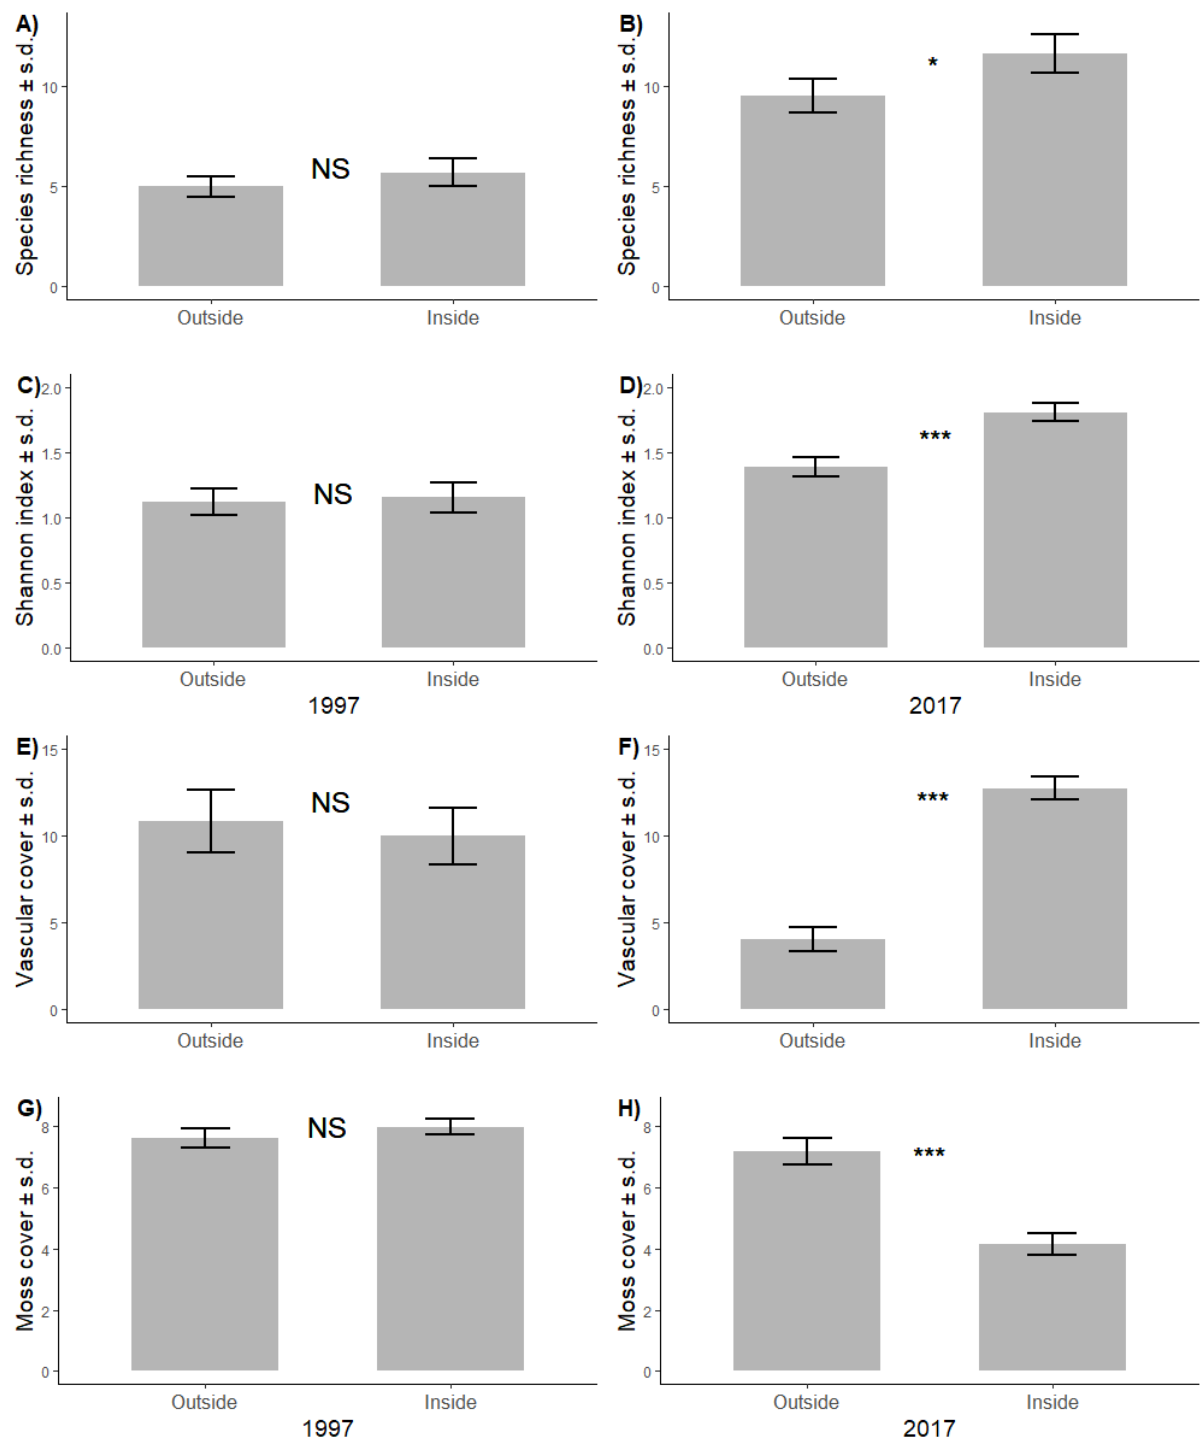 A)
Species richness ± s.d.
10
5
0
NS
Outside Inside
B)
Species richness ± s.d.
10
5
0
*
Outside Inside
C)
Shannon index ± s.d.
2.0
1.5
1.0
0.5
0.0
NS
Outside Inside
1997
D)
Shannon index ± s.d.
2.0
1.5
1.0
0.5
0.0
***
Outside Inside
2017
E)
Vascular cover ± s.d.
15
10
5
0
NS
Outside Inside
F)
Vascular cover ± s.d.
15
10
5
0
***
Outside Inside
G)
Moss cover ± s.d.
8
6
4
2
0
NS
Outside Inside
1997
H)
Moss cover ± s.d.
8
6
4
2
0
***
Outside Inside
2017